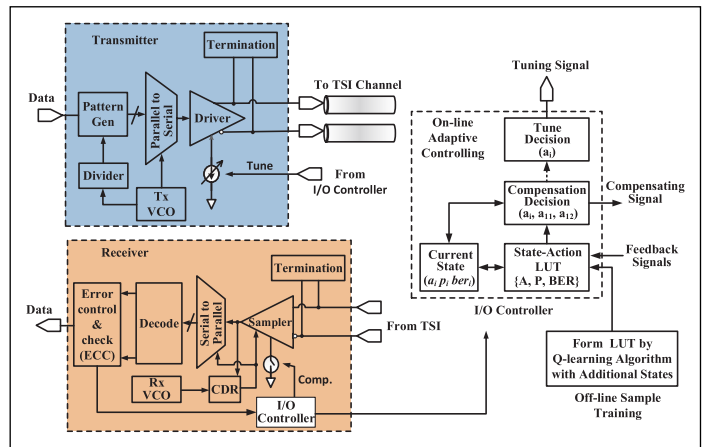 Transmitter
Termination
Data
Pattern
Gen
Parallel to
Serial
Driver
To TSI Channel
Divider
Tx
VCO
Tune
From
I/O Controller
Receiver
Termination
Data
Error
control
&
check
(ECC)
Decode
Serial to
Parallel
Sampler
From TSI
Rx
VCO
CDR
Comp.
I/O
Controller
Tuning Signal
On-line
Adaptive
Controlling
Tune
Decision
(ai)
Compensation
Decision
(ai, a11, a12)
Compensating
Signal
Current
State
(ai pi beri)
State-Action
LUT
{A, P, BER}
Feedback
Signals
I/O Controller
Form LUT by
Q-learning Algorithm
with Additional States
Off-line Sample
Training